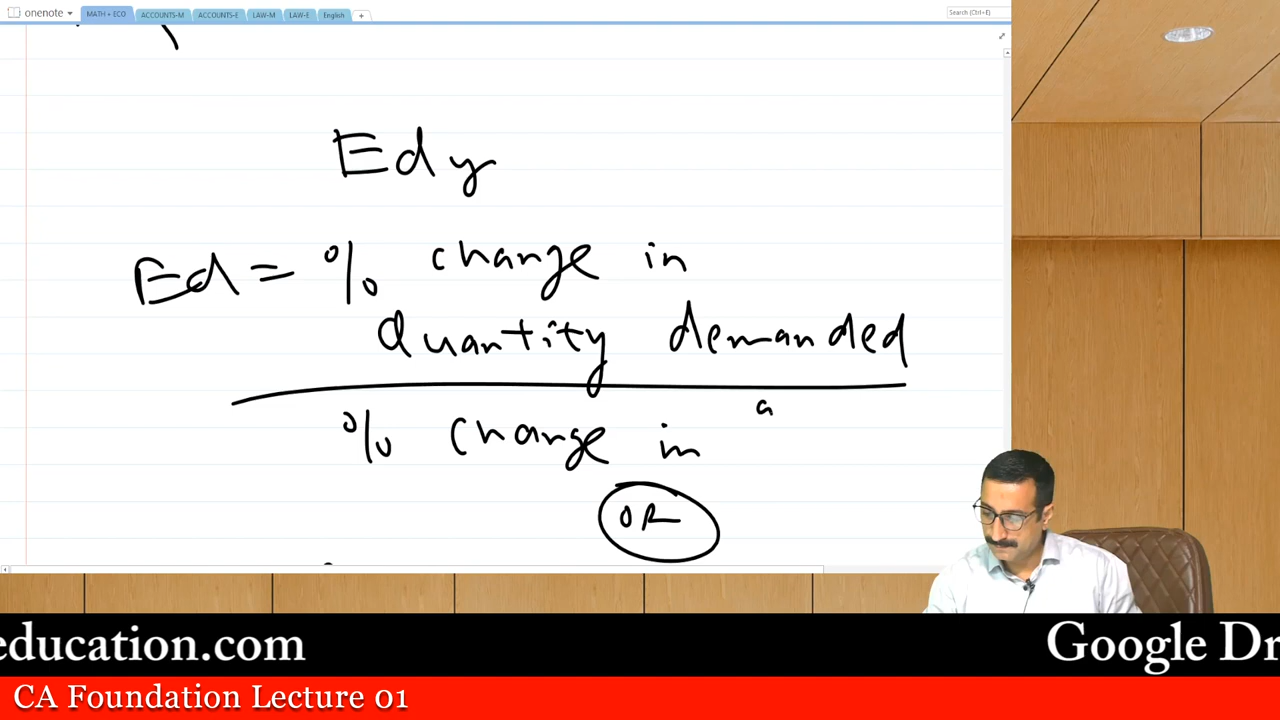 onenote
MATH + ECO
ACCOUNTS-M
ACCOUNTS-E
LAW-M
LAW-E
English
Search (Ctrl+E)
Edy
Ed = % change in
Quantity demanded
% change in a
OR
education.com
Google Dr
CA Foundation Lecture 01